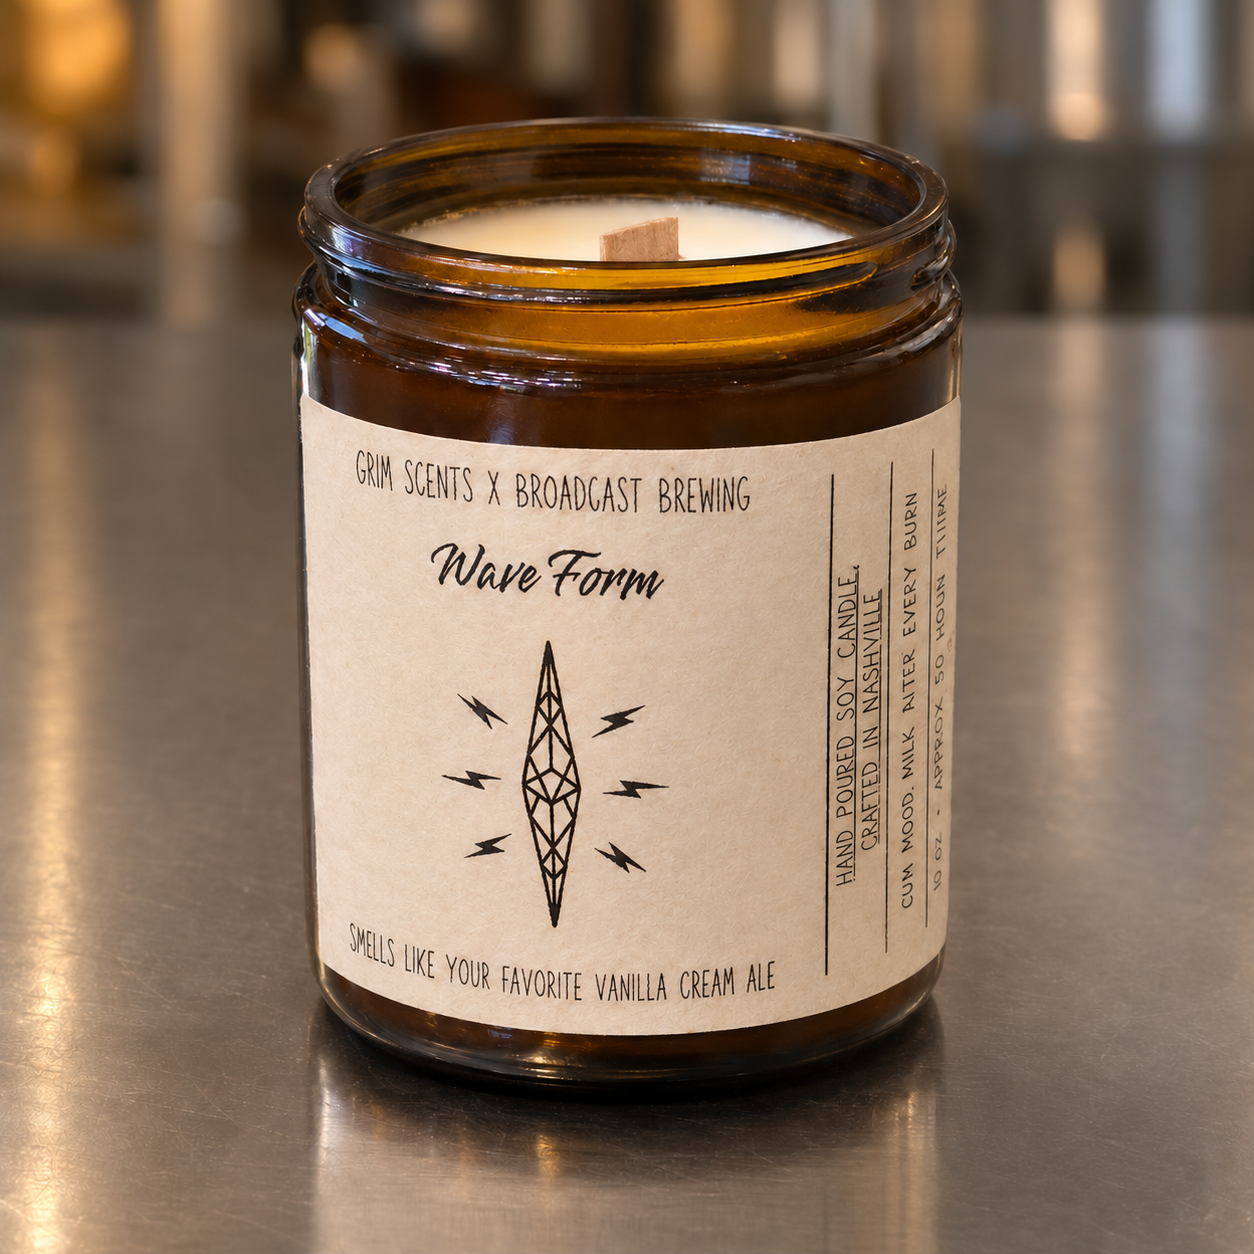 GRIM SCENTS X BROADCAST BREWING
Wave Form
SMELLS LIKE YOUR FAVORITE VANILLA CREAM ALE
HAND POURED SOY CANDLE,
CRAFTED IN NASHVILLE
CUM MOOD. MILK AITER EVERY BURN
10 OZ - APPROX 50 HOUN TIIME